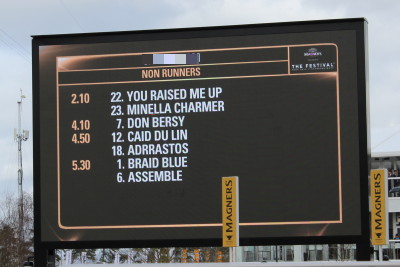 NON RUNNERS
THE FESTIVAL
2.10 22. YOU RAISED ME UP
23. MINELLA CHARMER
4.10 7. DON BERSY
4.50 12. CAID DU LIN
18. ADRRASTOS
5.30 1. BRAID BLUE
6. ASSEMBLE
MAGNERS
MAGNERS